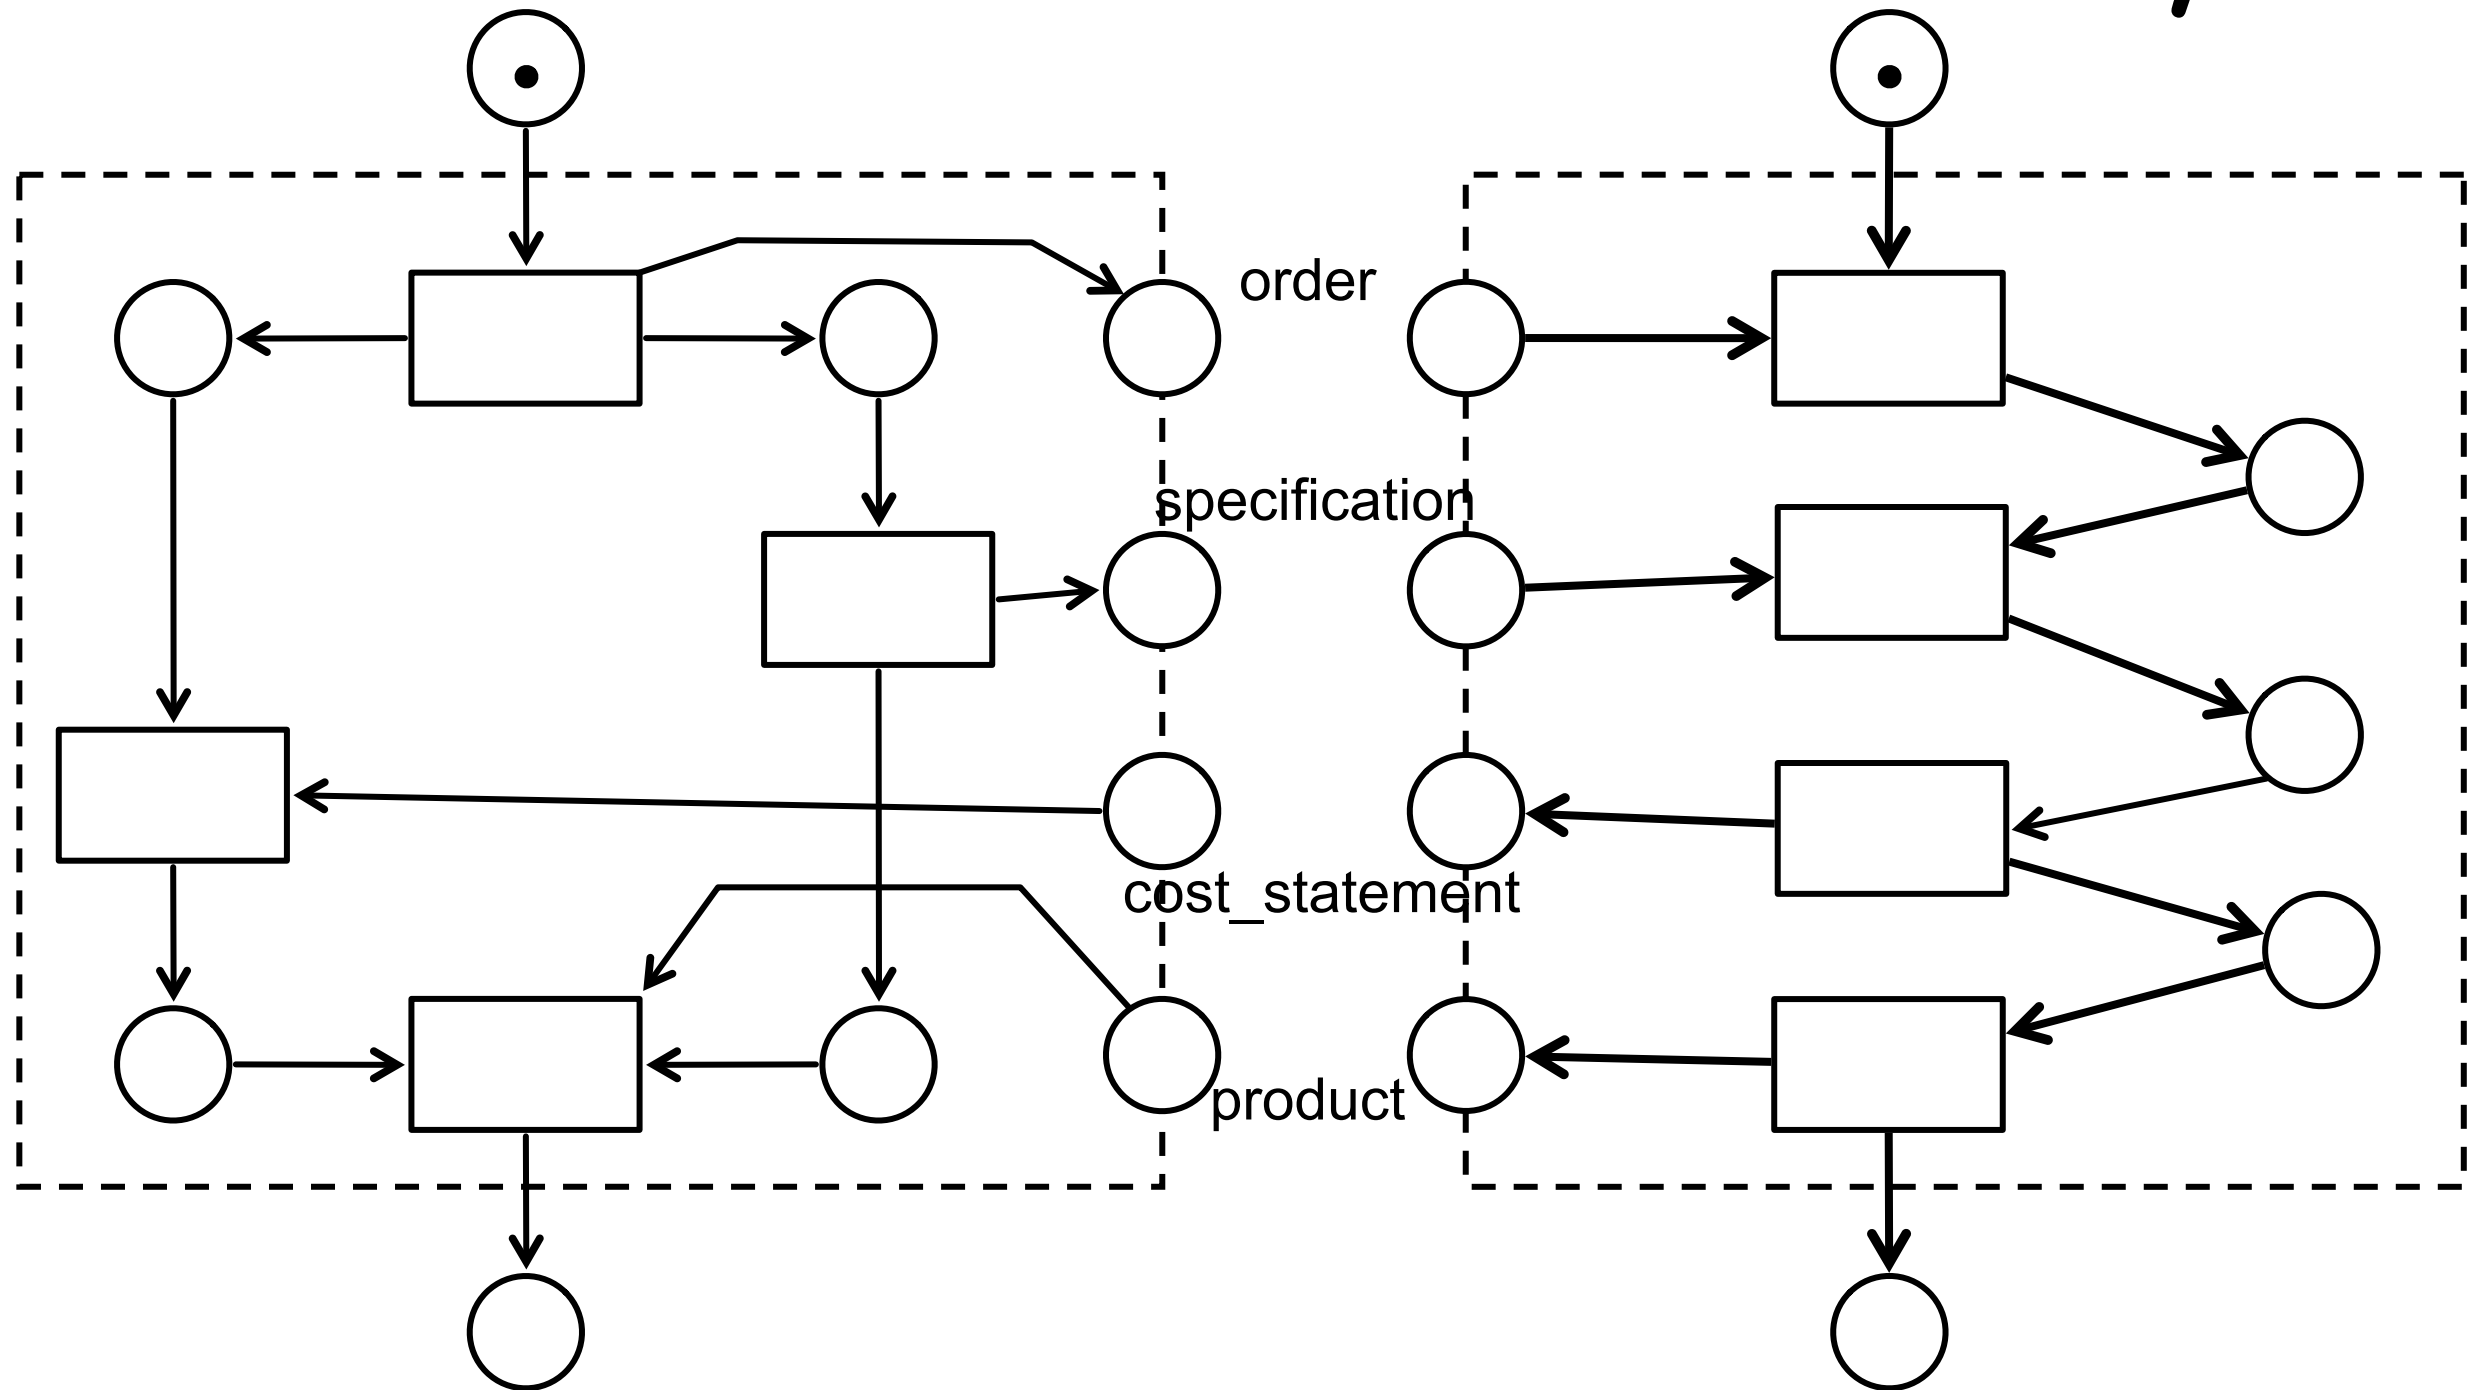 order
specification
cost_statement
product